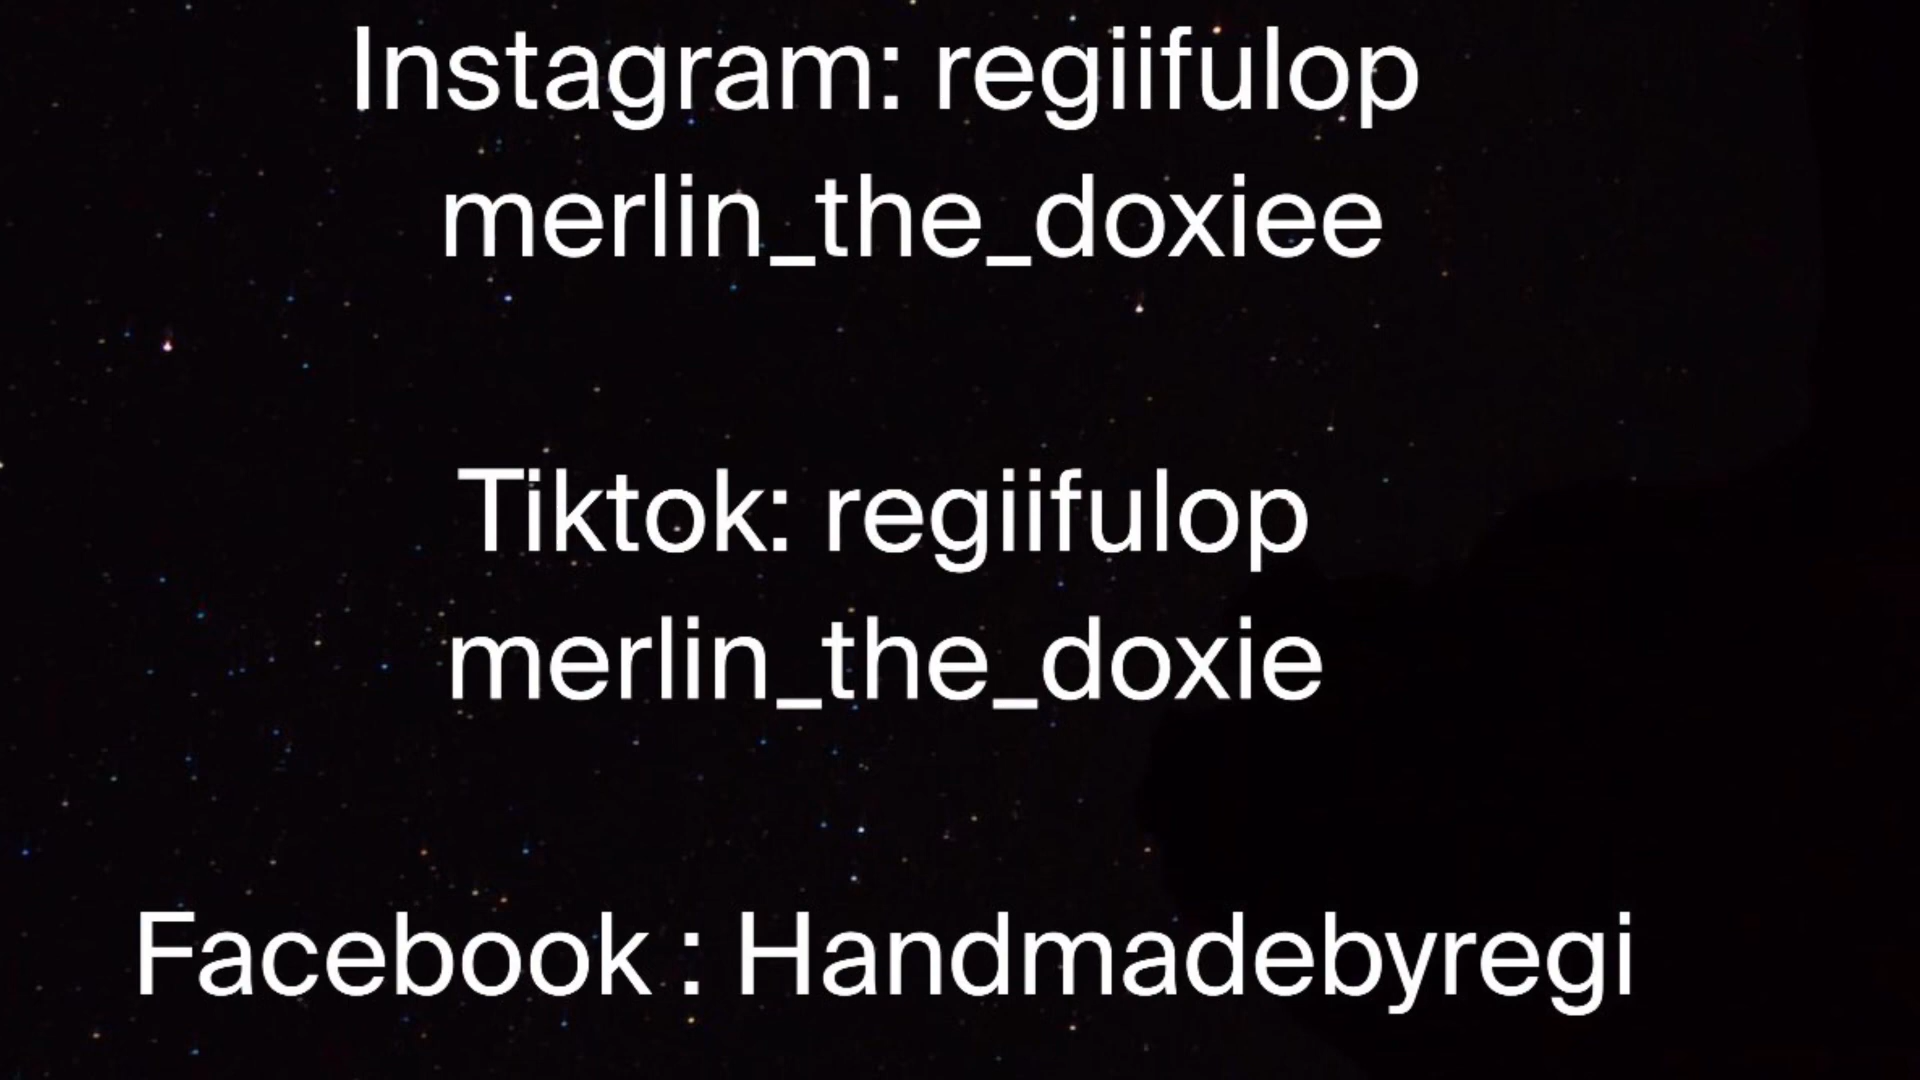 Instagram: regiifulop
merlin_the_doxiee
Tiktok: regiifulop
merlin_the_doxie
Facebook : Handmadebyregi